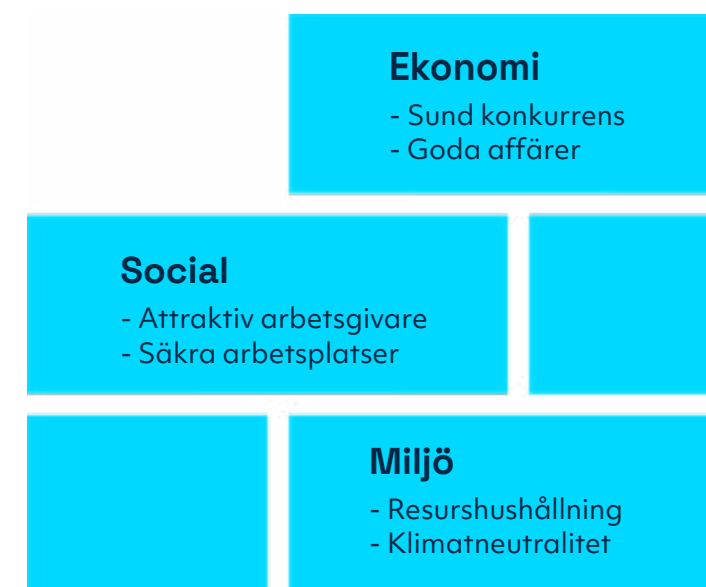 Ekonomi
- Sund konkurrens
- Goda affärer
Social
- Attraktiv arbetsgivare
- Säkra arbetsplatser
Miljö
- Resurshushållning
- Klimatneutralitet